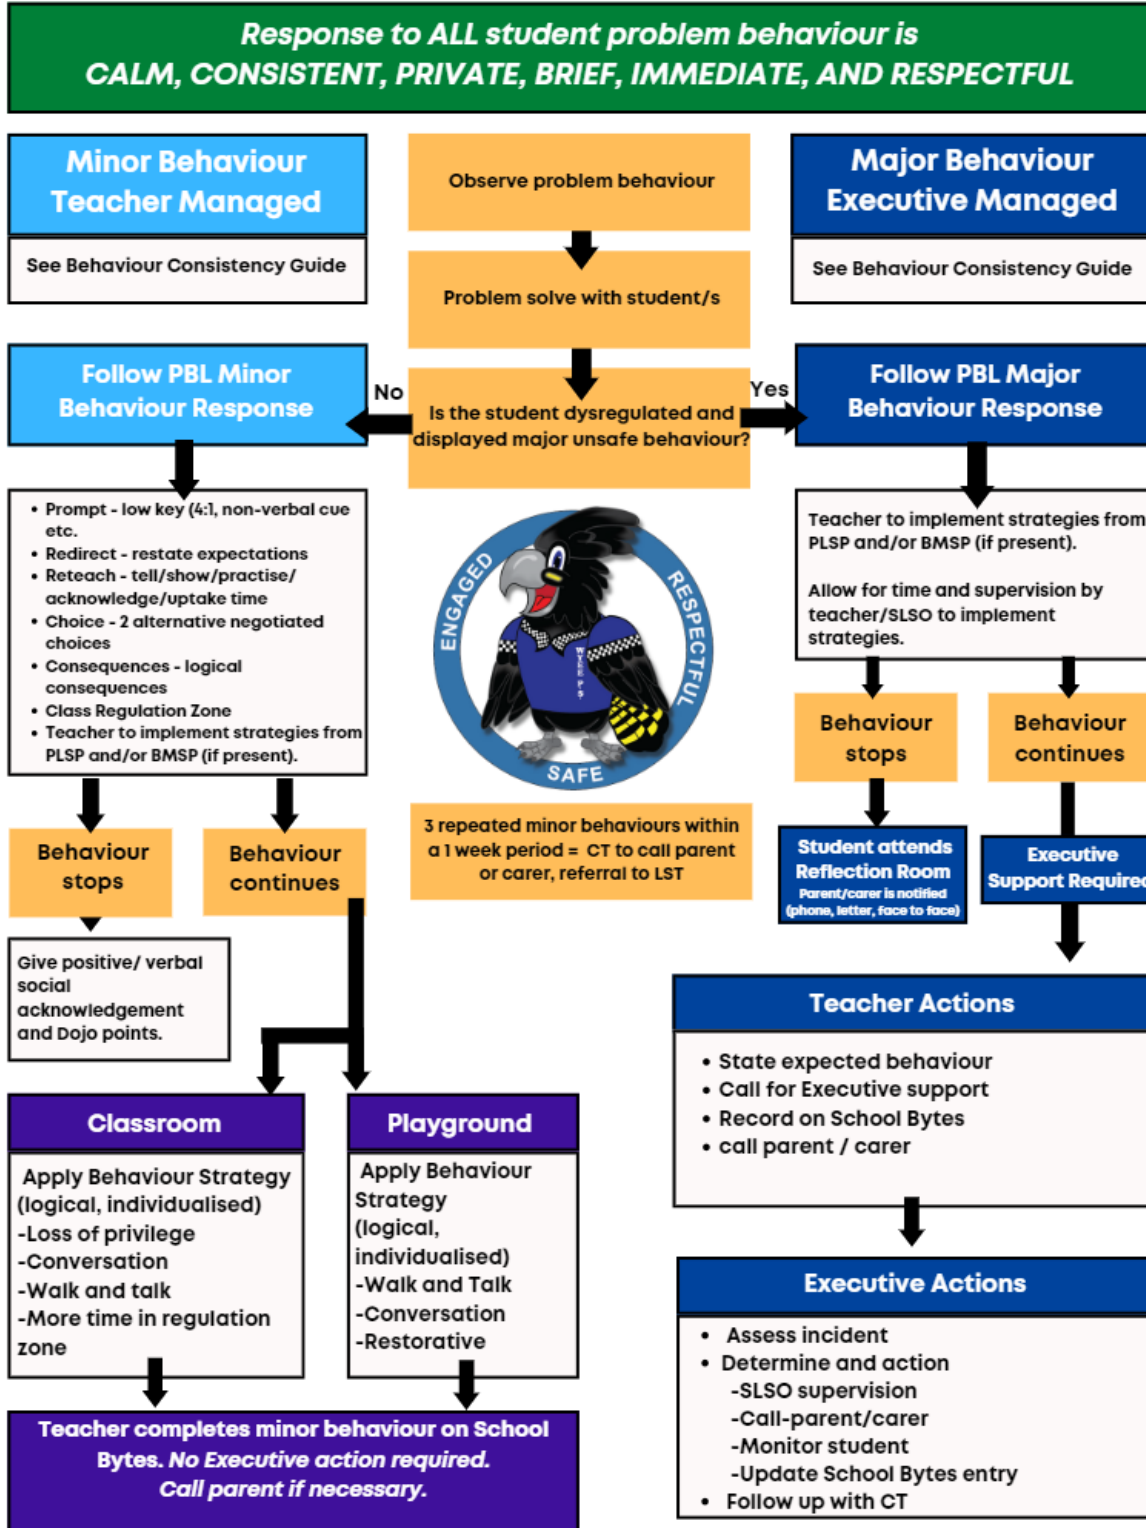 Response to ALL student problem behaviour is
CALM, CONSISTENT, PRIVATE, BRIEF, IMMEDIATE, AND RESPECTFUL
Minor Behaviour
Teacher Managed
See Behaviour Consistency Guide
Observe problem behaviour
Problem solve with student/s
Is the student dysregulated and
displayed major unsafe behaviour?
No
Yes
Major Behaviour
Executive Managed
See Behaviour Consistency Guide
Follow PBL Minor
Behaviour Response
• Prompt - low key (4:1, non-verbal cue
etc.
• Redirect - restate expectations
• Reteach - tell/show/practise/
acknowledge/uptake time
• Choice - 2 alternative negotiated
choices
• Consequences - logical
consequences
• Class Regulation Zone
• Teacher to implement strategies from
PLSP and/or BMSP (if present).
Behaviour
stops
Behaviour
continues
Give positive/ verbal
social
acknowledgement
and Dojo points.
Classroom
Apply Behaviour Strategy
(logical, individualised)
-Loss of privilege
-Conversation
-Walk and talk
-More time in regulation
zone
Playground
Apply Behaviour
Strategy
(logical,
individualised)
-Walk and Talk
-Conversation
-Restorative
Teacher completes minor behaviour on School
Bytes. No Executive action required.
Call parent if necessary.
ENGAGED
RESPECTFUL
SAFE
WYEE P S
3 repeated minor behaviours within
a 1 week period = CT to call parent
or carer, referral to LST
Follow PBL Major
Behaviour Response
Teacher to implement strategies from
PLSP and/or BMSP (if present).
Allow for time and supervision by
teacher/SLSO to implement
strategies.
Behaviour
stops
Behaviour
continues
Student attends
Reflection Room
Parent/carer is notified
(phone, letter, face to face)
Executive
Support Required
Teacher Actions
• State expected behaviour
• Call for Executive support
• Record on School Bytes
• call parent / carer
Executive Actions
• Assess incident
• Determine and action
-SLSO supervision
-Call-parent/carer
-Monitor student
-Update School Bytes entry
• Follow up with CT